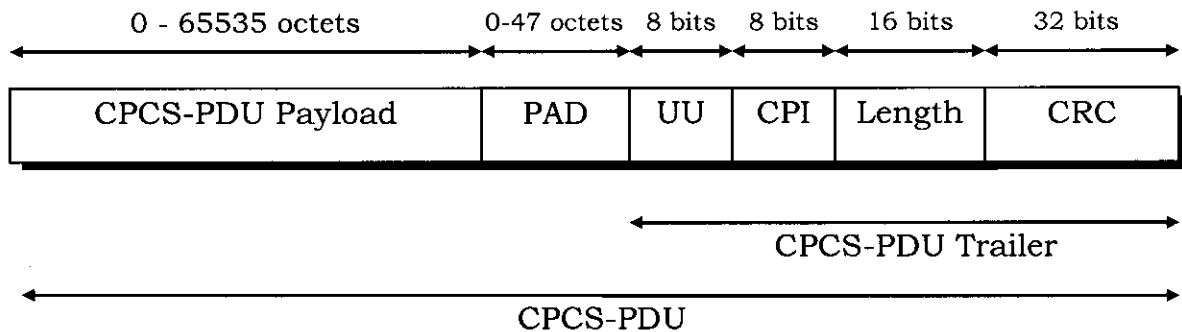 0 - 65535 octets 0-47 octets 8 bits 8 bits 16 bits 32 bits
CPCS-PDU Payload PAD UU CPI Length CRC
CPCS-PDU Trailer
CPCS-PDU